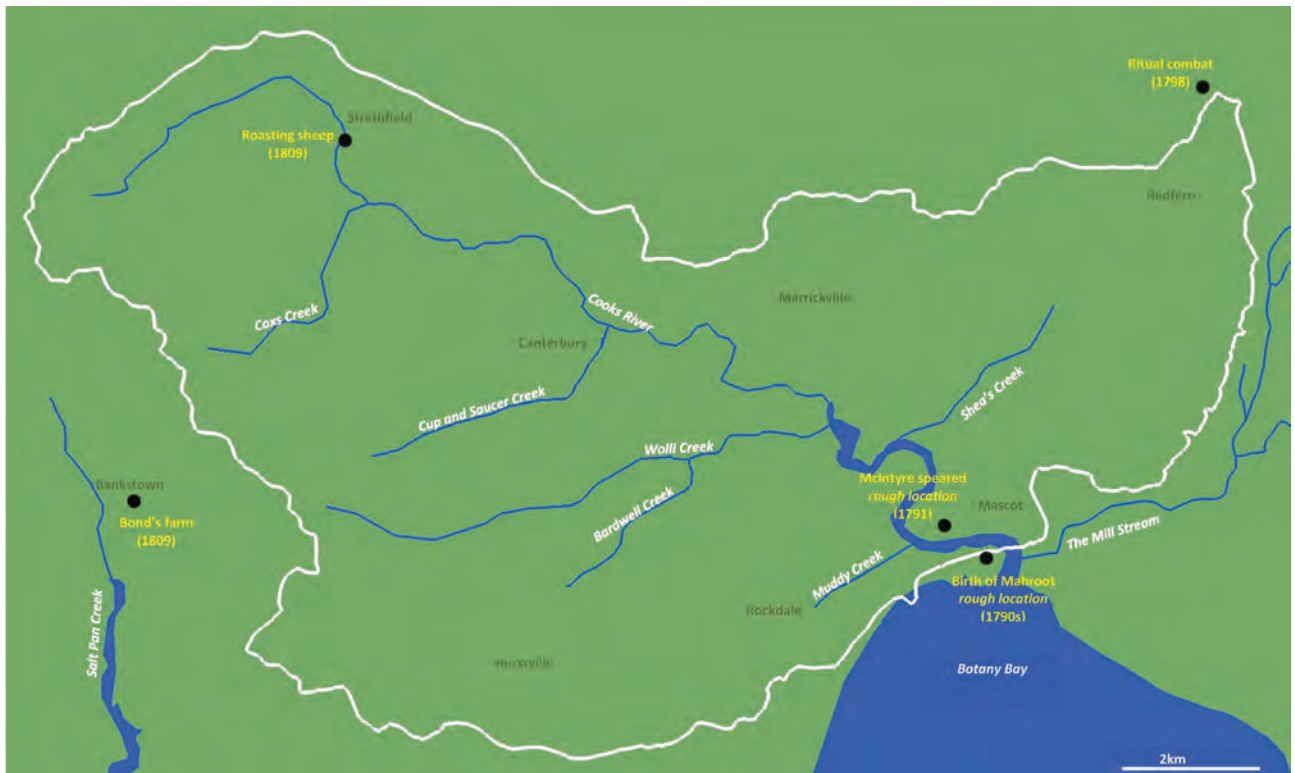 Ritual combat
(1798)
Strathfield
Roasting sheep
(1809)
Redfern
Marrickville
Cooks River
Coxs Creek
Canterbury
Shea's Creek
Cup and Saucer Creek
Wolli Creek
Bankstown
Bond's farm
(1809)
McIntyre speared
rough location
(1791)
Mascot
Bardwell Creek
The Mill Stream
Muddy Creek
Birth of Mahroot
rough location
(1790s)
Rockdale
Salt Pan Creek
Hurstville
Botany Bay
2km